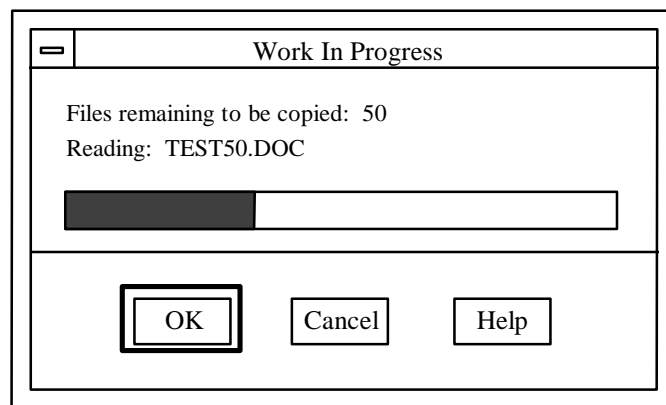 Work In Progress
Files remaining to be copied: 50
Reading: TEST50.DOC
OK Cancel Help